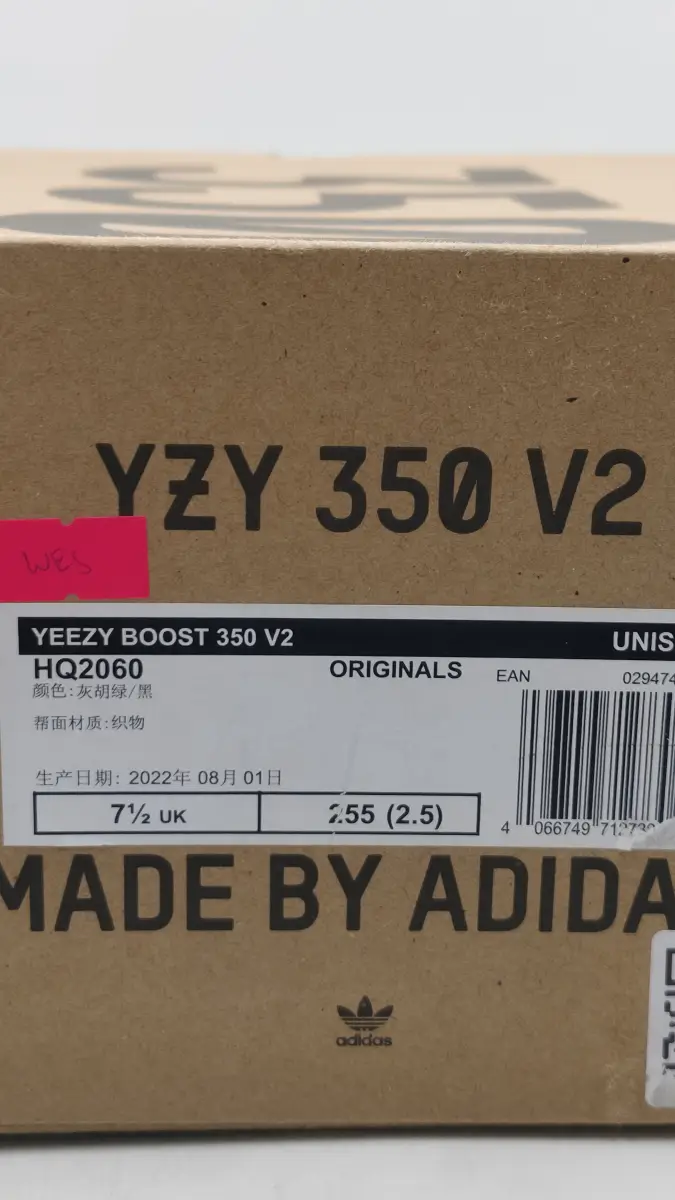 YZY 350 V2
WES
YEEZY BOOST 350 V2 UNIS
HQ2060 ORIGINALS EAN 029474
颜色:灰胡绿/黑
帮面材质:织物
生产日期: 2022年 08月 01日
7½ UK 255 (2.5)
4 066749
MADE BY ADIDA
adidas